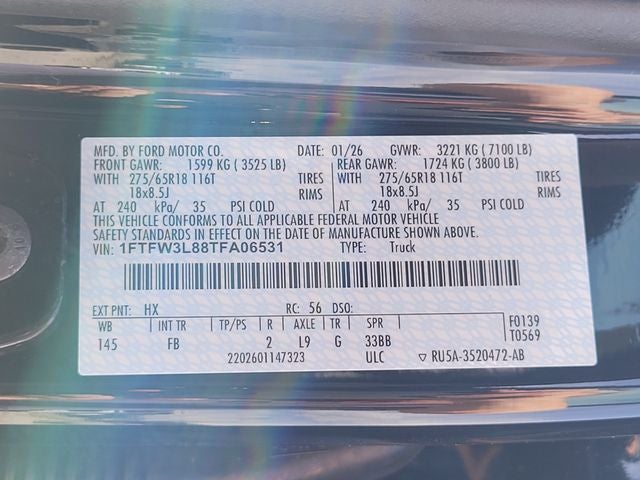 MFD. BY FORD MOTOR CO. DATE: 01/26 GVWR: 3221 KG ( 7100 LB)
FRONT GAWR: 1599 KG ( 3525 LB) REAR GAWR: 1724 KG ( 3800 LB)
WITH 275/65R18 116T TIRES WITH 275/65R18 116T TIRES
18x8.5J RIMS 18x8.5J RIMS
AT 240 kPa/ 35 PSI COLD AT 240 kPa/ 35 PSI COLD
THIS VEHICLE CONFORMS TO ALL APPLICABLE FEDERAL MOTOR VEHICLE
SAFETY STANDARDS IN EFFECT ON THE DATE OF MANUFACTURE SHOWN ABOVE.
VIN: 1FTFW3L88TFA06531 TYPE: Truck
EXT PNT: HX RC: 56 DSO:
WB INT TR TP/PS R AXLE TR SPR F0139
145 FB 2 L9 G 33BB T0569
2202601147323 ULC ▽ RU5A-3520472-AB